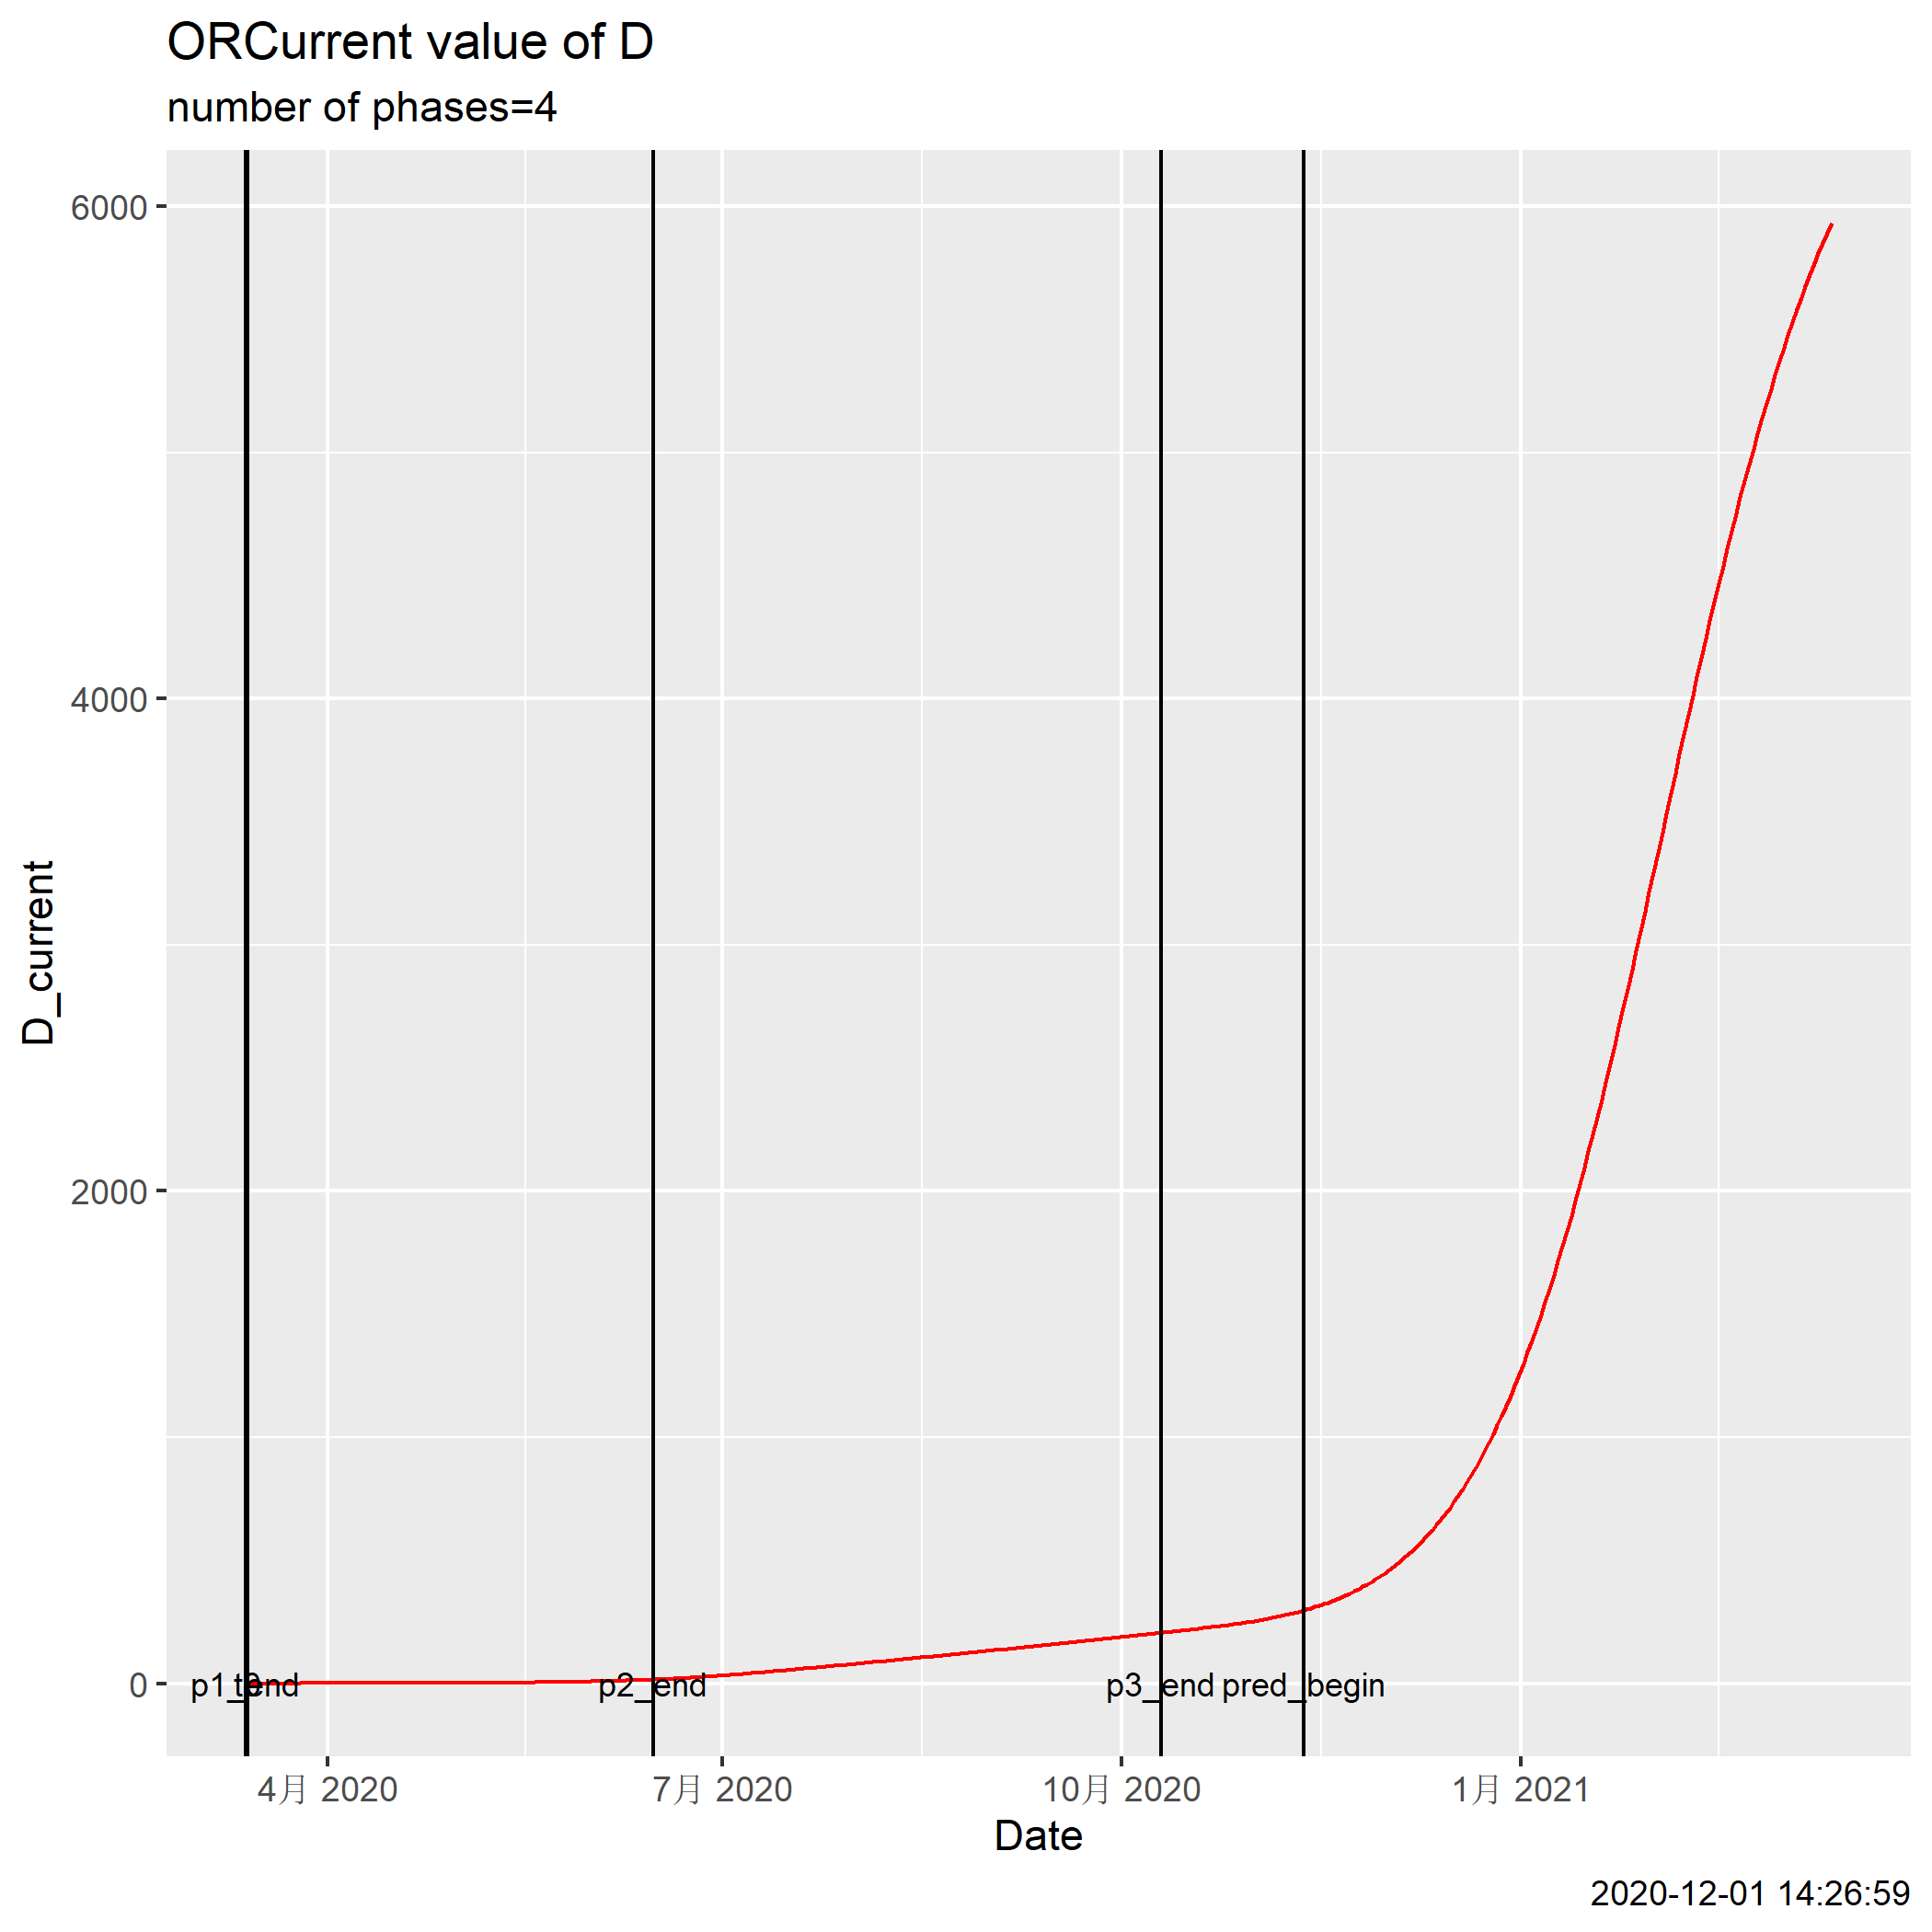 ORCurrent value of D
number of phases=4
6000
4000
2000
0
D_current
p1_end
p2_end
p3_end
pred_begin
4月 2020
7月 2020
10月 2020
1月 2021
Date
2020-12-01 14:26:59